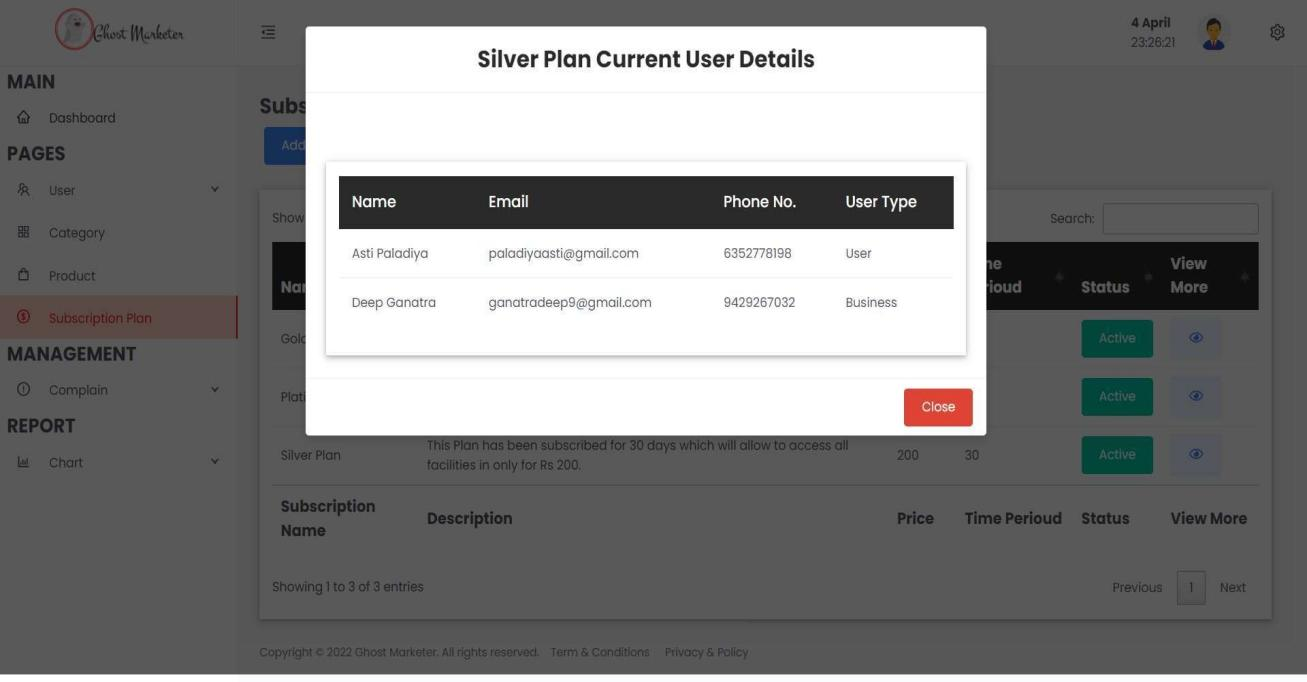 Ghost Marketer
4 April
23:26:21
MAIN
Dashboard
PAGES
User
Category
Product
Subscription Plan
MANAGEMENT
Complain
REPORT
Chart
Silver Plan Current User Details
Name Email Phone No. User Type
Asti Paladiya paladiyaasti@gmail.com 6352778198 User
Deep Ganatra ganatradeep9@gmail.com 9429267032 Business
Close
Add
Show
Search:
Status
View
More
Active
Active
This Plan has been subscribed for 30 days which will allow to access all
Silver Plan 200 30 Active
facilities in only for Rs 200.
Subscription
Name
Description Price Time Perioud Status View More
Showing 1 to 3 of 3 entries
Previous 1 Next
Copyright © 2022 Ghost Marketer. All rights reserved. Term & Conditions Privacy & Policy